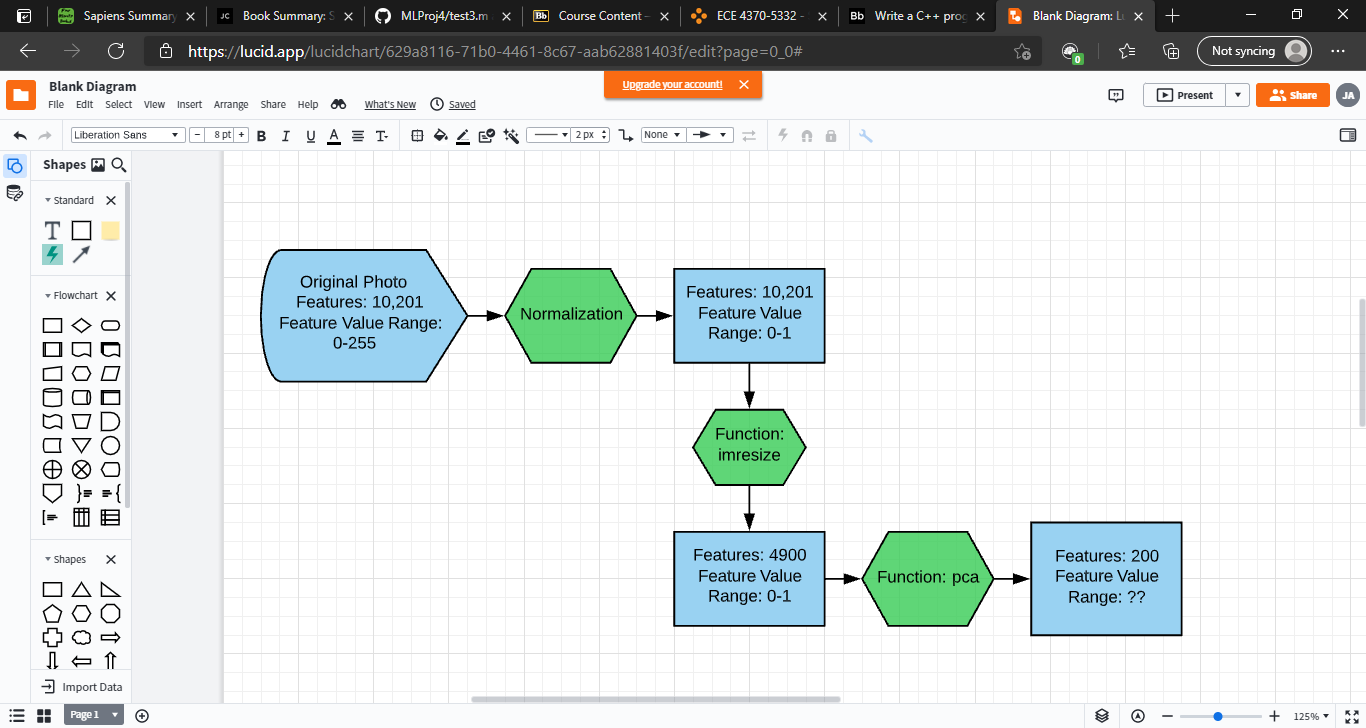 Sapiens Summary
JC Book Summary: S
MLProj4/test3.m
Bb Course Content
ECE 4370-5332
Bb Write a C++ prog
Blank Diagram: Lu
https://lucid.app/lucidchart/629a8116-71b0-4461-8c67-aab62881403f/edit?page=0_0#
0
Not syncing
Blank Diagram
Upgrade your account!
File Edit Select View Insert Arrange Share Help What's New Saved
Present
Share
JA
Liberation Sans
8 pt
B I U A T
2 px
None
Shapes
Standard
T
Flowchart
Shapes
Import Data
Original Photo
Features: 10,201
Feature Value Range:
0-255
Normalization
Features: 10,201
Feature Value
Range: 0-1
Function:
imresize
Features: 4900
Feature Value
Range: 0-1
Function: pca
Features: 200
Feature Value
Range: ??
Page 1
125%